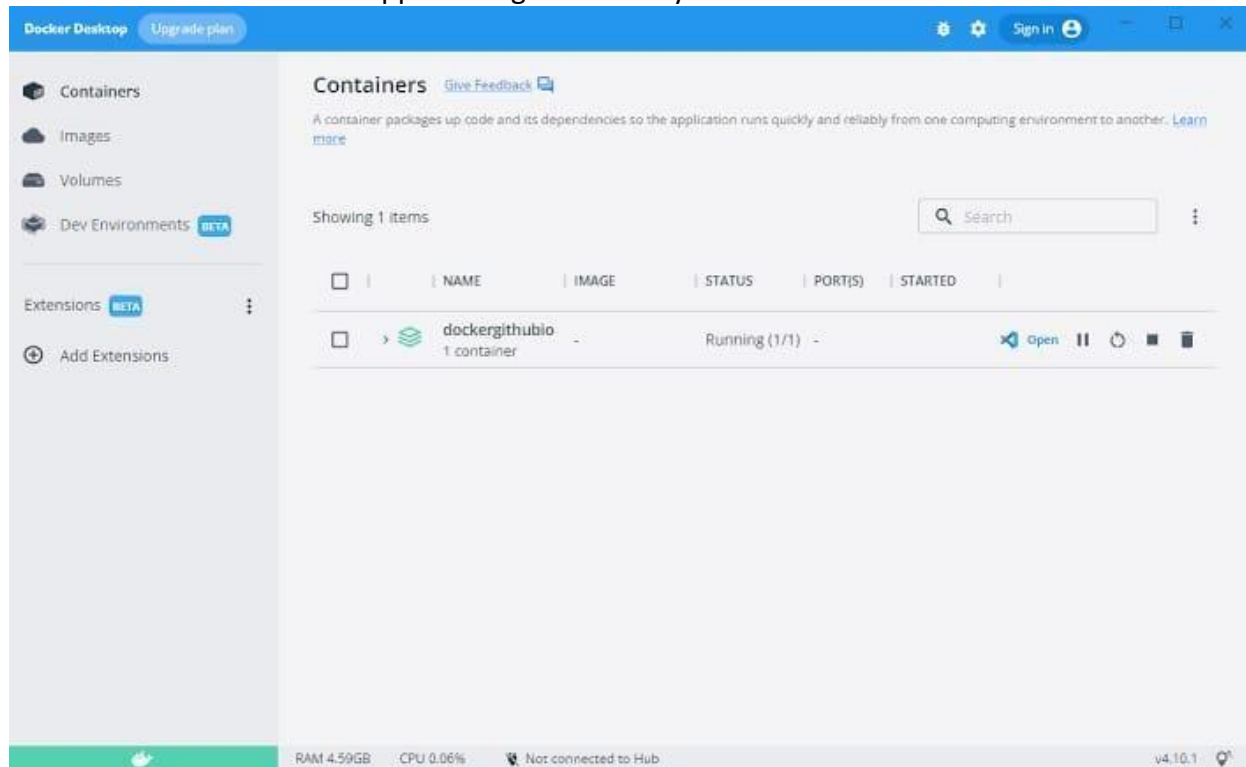 Docker Desktop Upgrade plan Sign in
Containers
Images
Volumes
Dev Environments BETA
Extensions BETA
Add Extensions
Containers Give Feedback
A container packages up code and its dependencies so the application runs quickly and reliably from one computing environment to another. Learn
more
Showing 1 items
Search
NAME IMAGE STATUS PORT(S) STARTED
dockergithubio - Running (1/1) - Open
1 container
RAM 4.59GB CPU 0.06% Not connected to Hub v4.10.1